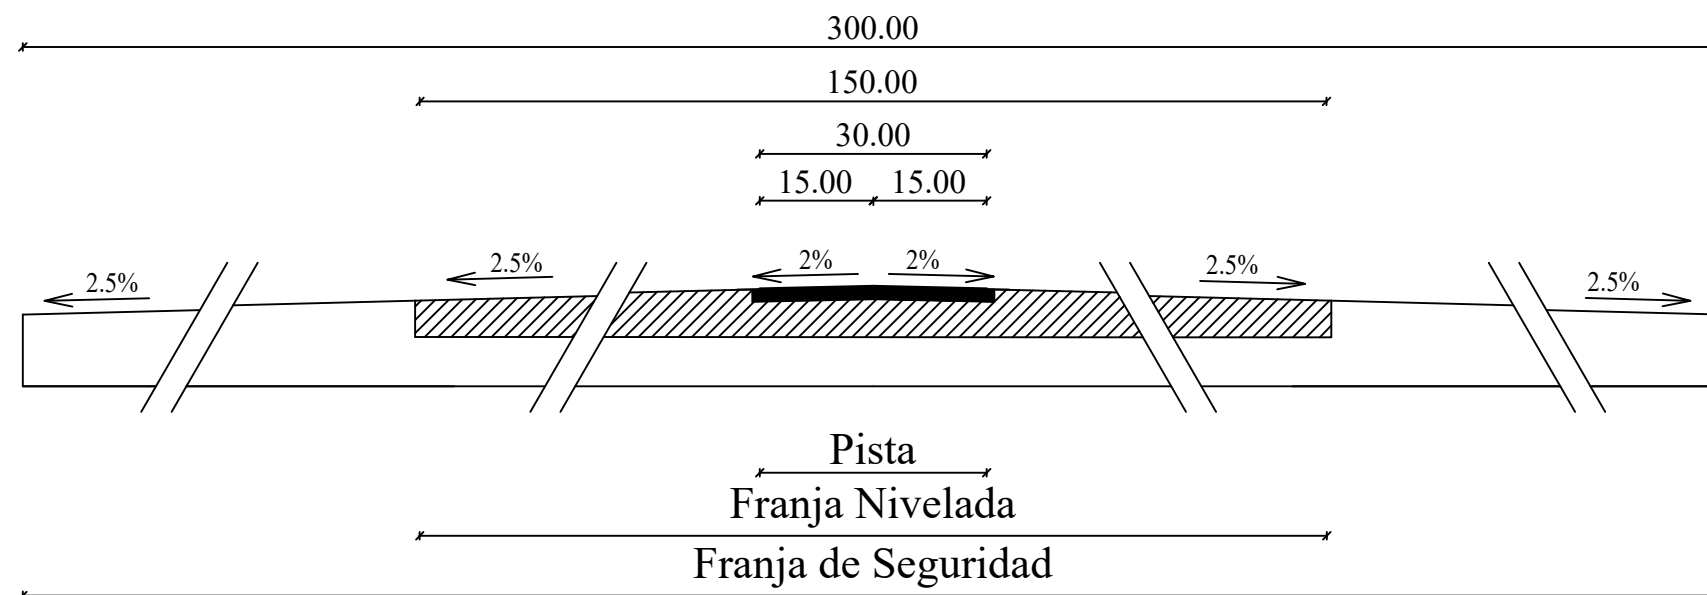 300.00
150.00
30.00
15.00 15.00
2.5% 2.5% 2% 2% 2.5% 2.5%
Pista
Franja Nivelada
Franja de Seguridad